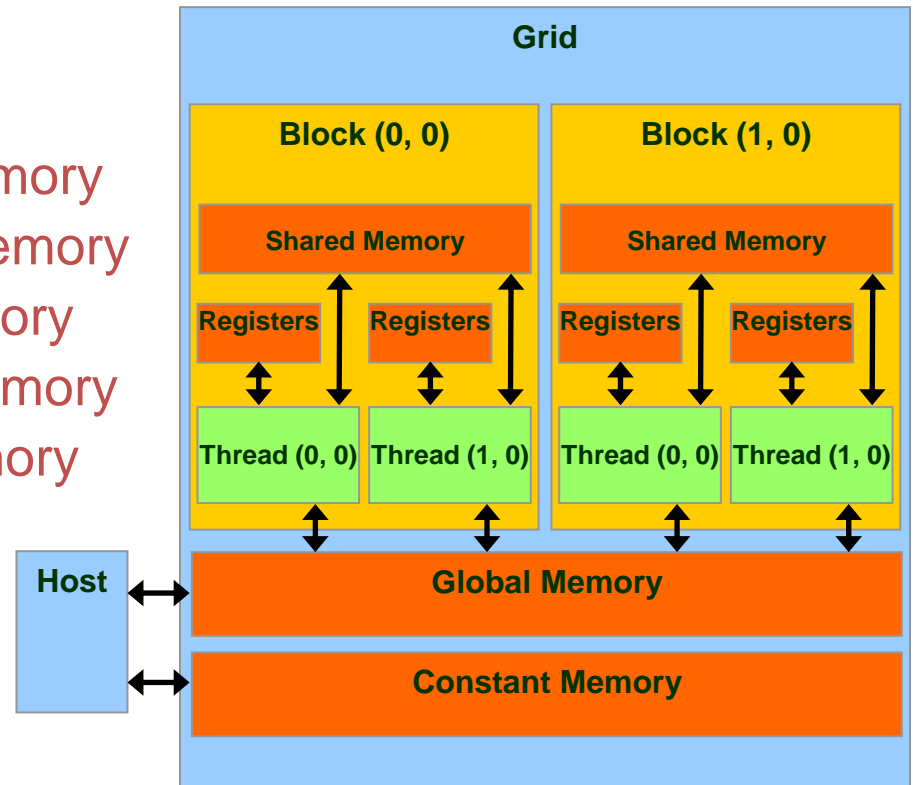 Grid
Block (0, 0)
Block (1, 0)
mory
emory
ory
mory
ory
Shared Memory
Shared Memory
Registers
Registers
Registers
Registers
Thread (0, 0)
Thread (1, 0)
Thread (0, 0)
Thread (1, 0)
Host
Global Memory
Constant Memory